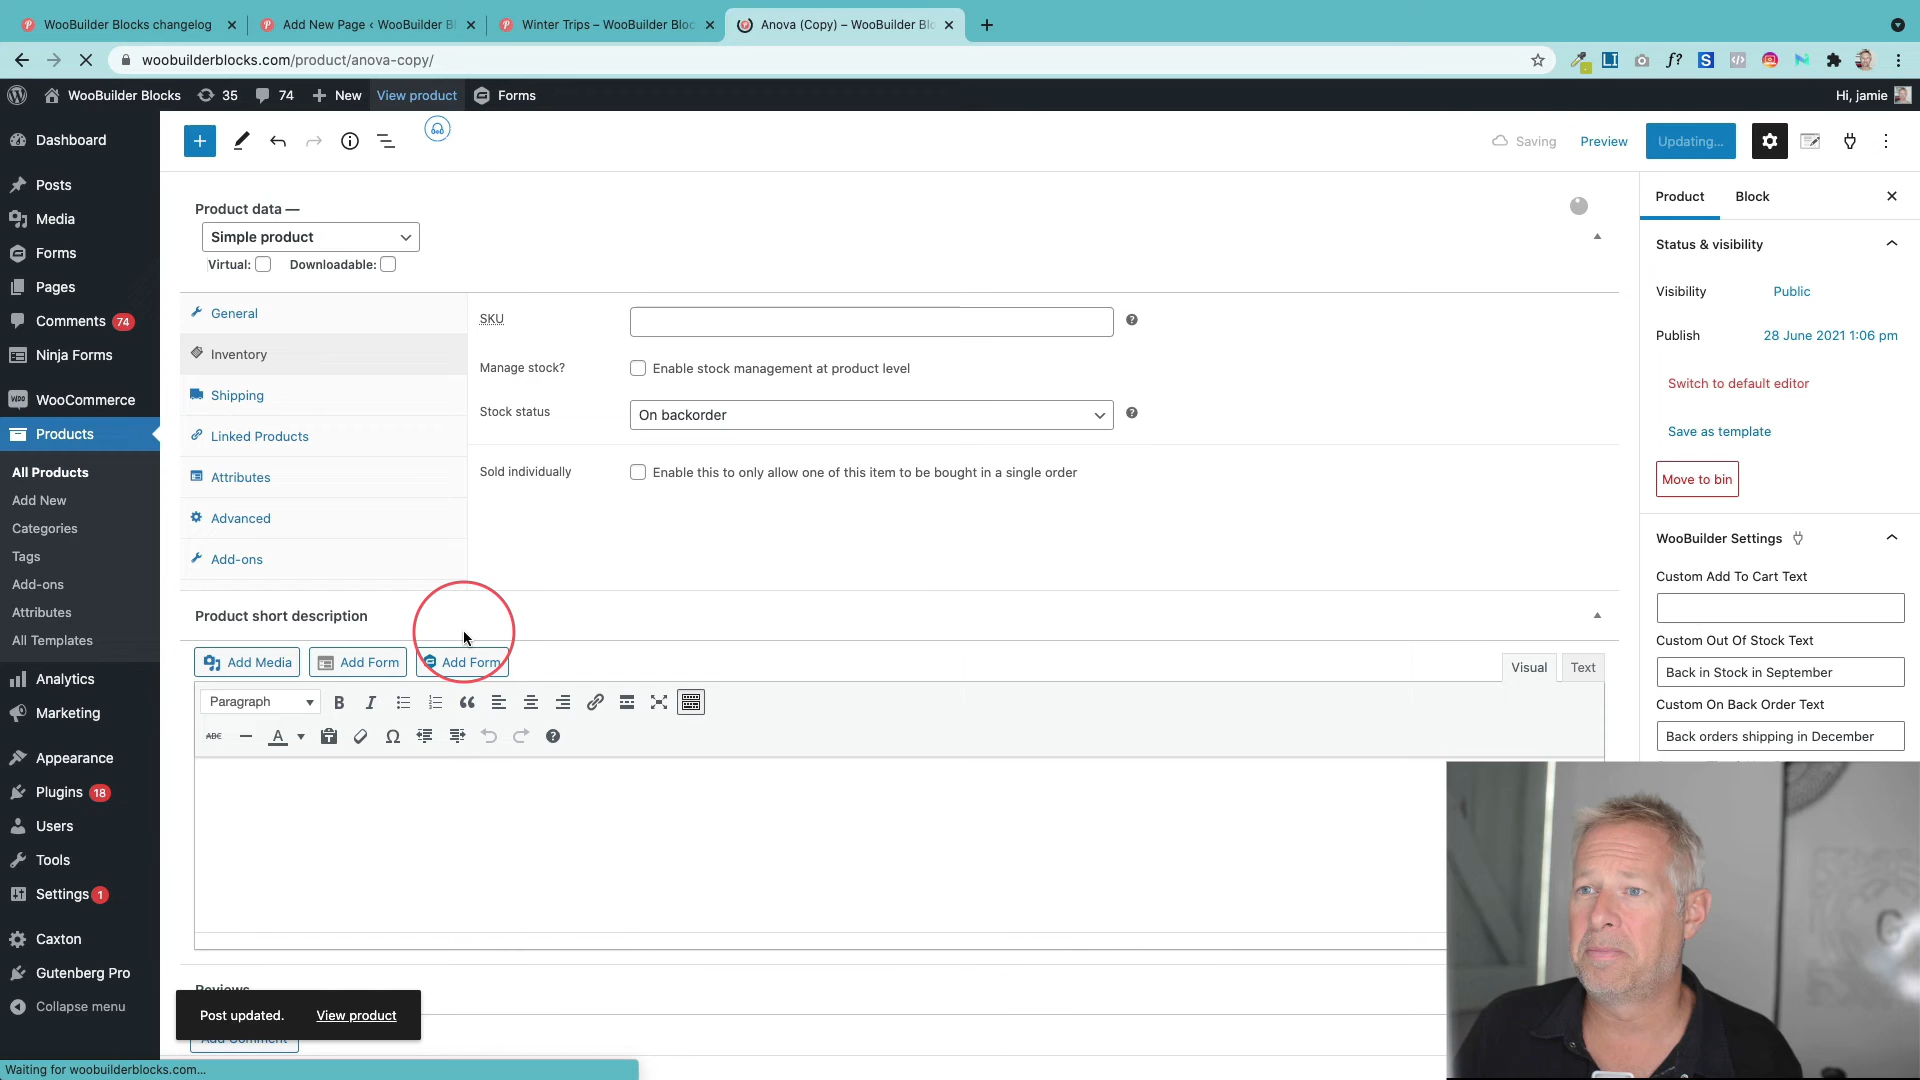 WooBuilder Blocks changelog
Add New Page ‹ WooBuilder Bl
Winter Trips – WooBuilder Bloc
Anova (Copy) – WooBuilder Blo
woobuilderblocks.com/product/anova-copy/
WooBuilder Blocks 35 74 New View product Forms Hi, jamie
Dashboard
Posts
Media
Forms
Pages
Comments 74
Ninja Forms
WooCommerce
Products
All Products
Add New
Categories
Tags
Add-ons
Attributes
All Templates
Analytics
Marketing
Appearance
Plugins 18
Users
Tools
Settings 1
Caxton
Gutenberg Pro
Collapse menu
Saving Preview Updating...
Product data —
Simple product
Virtual: Downloadable:
General
Inventory
Shipping
Linked Products
Attributes
Advanced
Add-ons
SKU
Manage stock? Enable stock management at product level
Stock status On backorder
Sold individually Enable this to only allow one of this item to be bought in a single order
Product short description
Add Media Add Form Add Form
Visual Text
Paragraph
ABC
Reviews
Add Comment
Post updated. View product
Waiting for woobuilderblocks.com...
Product Block
Status & visibility
Visibility Public
Publish 28 June 2021 1:06 pm
Switch to default editor
Save as template
Move to bin
WooBuilder Settings
Custom Add To Cart Text
Custom Out Of Stock Text
Back in Stock in September
Custom On Back Order Text
Back orders shipping in December